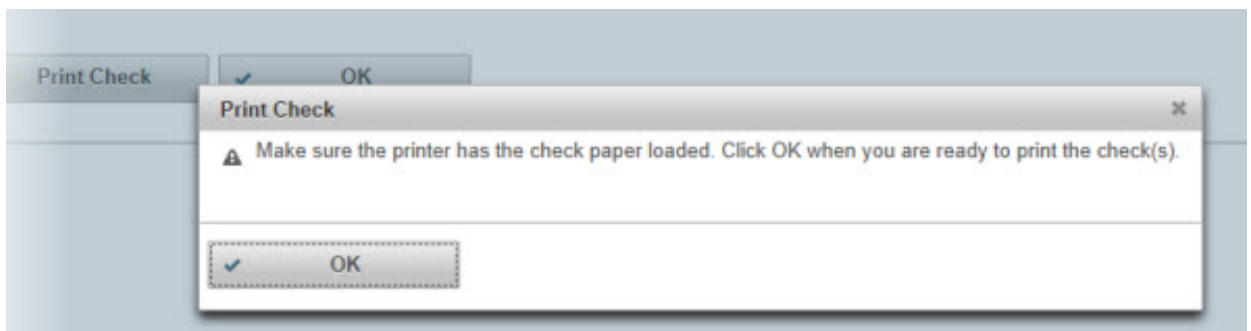 Print Check
OK
Print Check
Make sure the printer has the check paper loaded. Click OK when you are ready to print the check(s).
OK